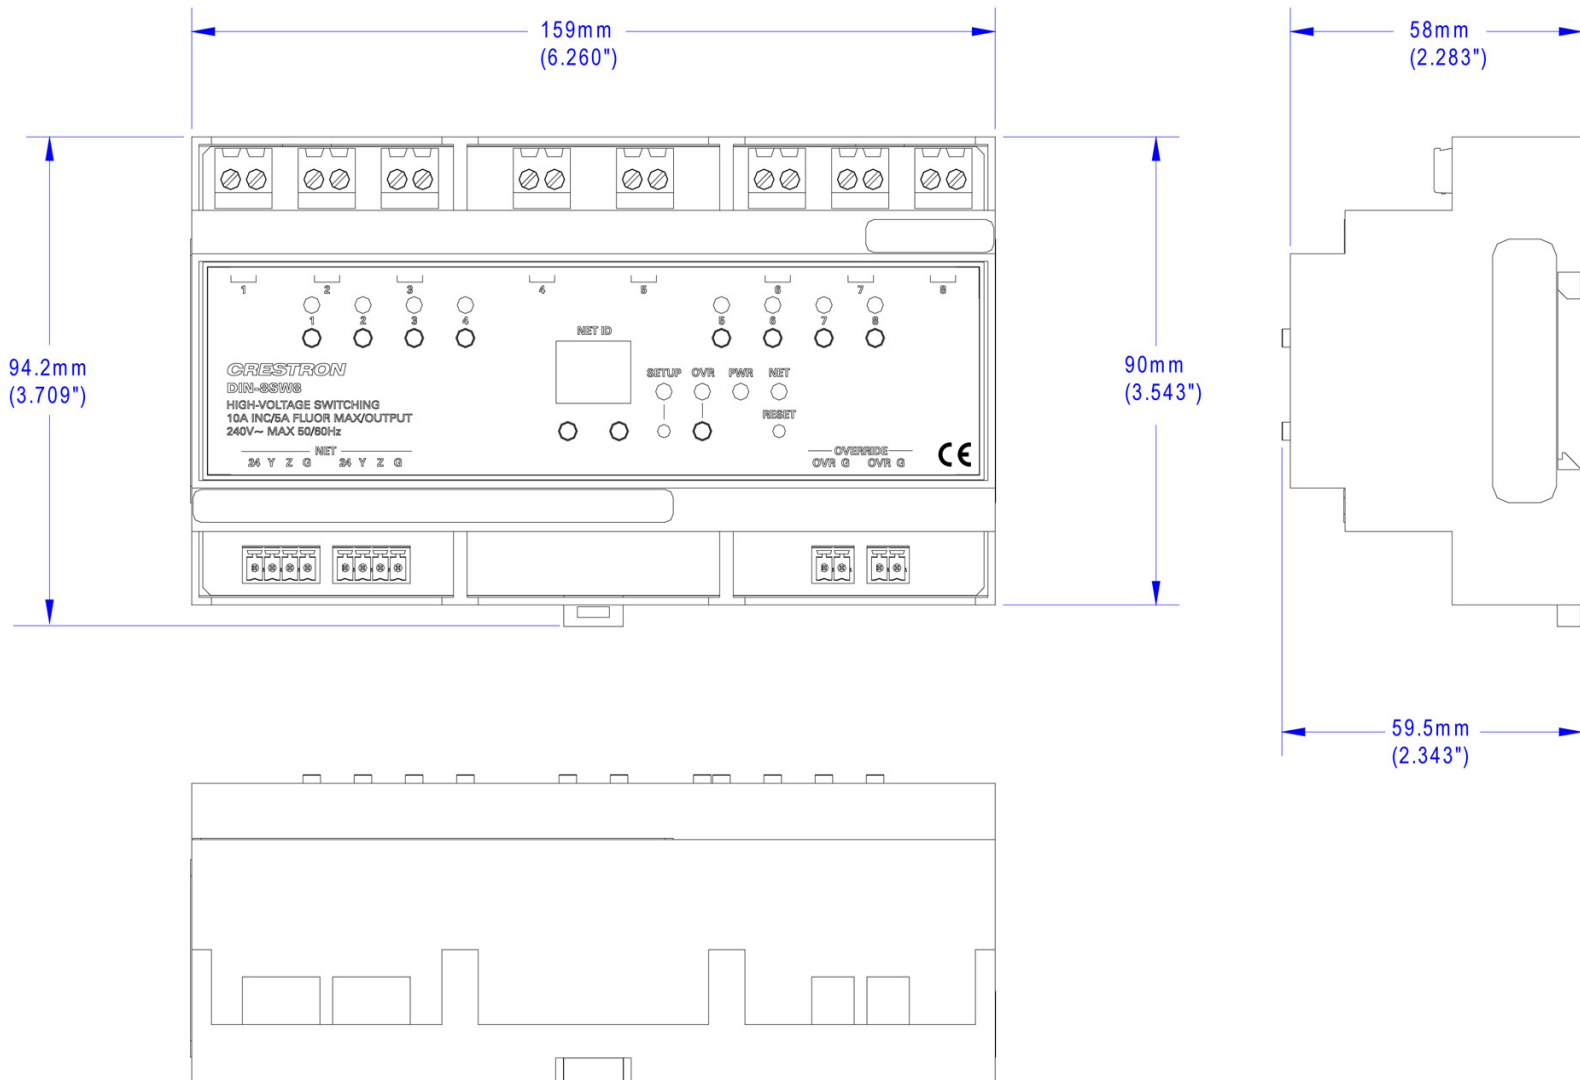 159mm
(6.260")
58mm
(2.283")
1 2 3 4 5 6 7 8
1 2 3 4 5 6 7 8
NET ID
94.2mm
(3.709")
90mm
(3.543")
CRESTRON
DIN-8SW8
HIGH-VOLTAGE SWITCHING
10A INC/5A FLUOR MAX/OUTPUT
240V~ MAX 50/60Hz
SETUP OVR PWR NET
RESET
NET
24 Y Z G 24 Y Z G
OVERRIDE
OVR G OVR G
CE
59.5mm
(2.343")